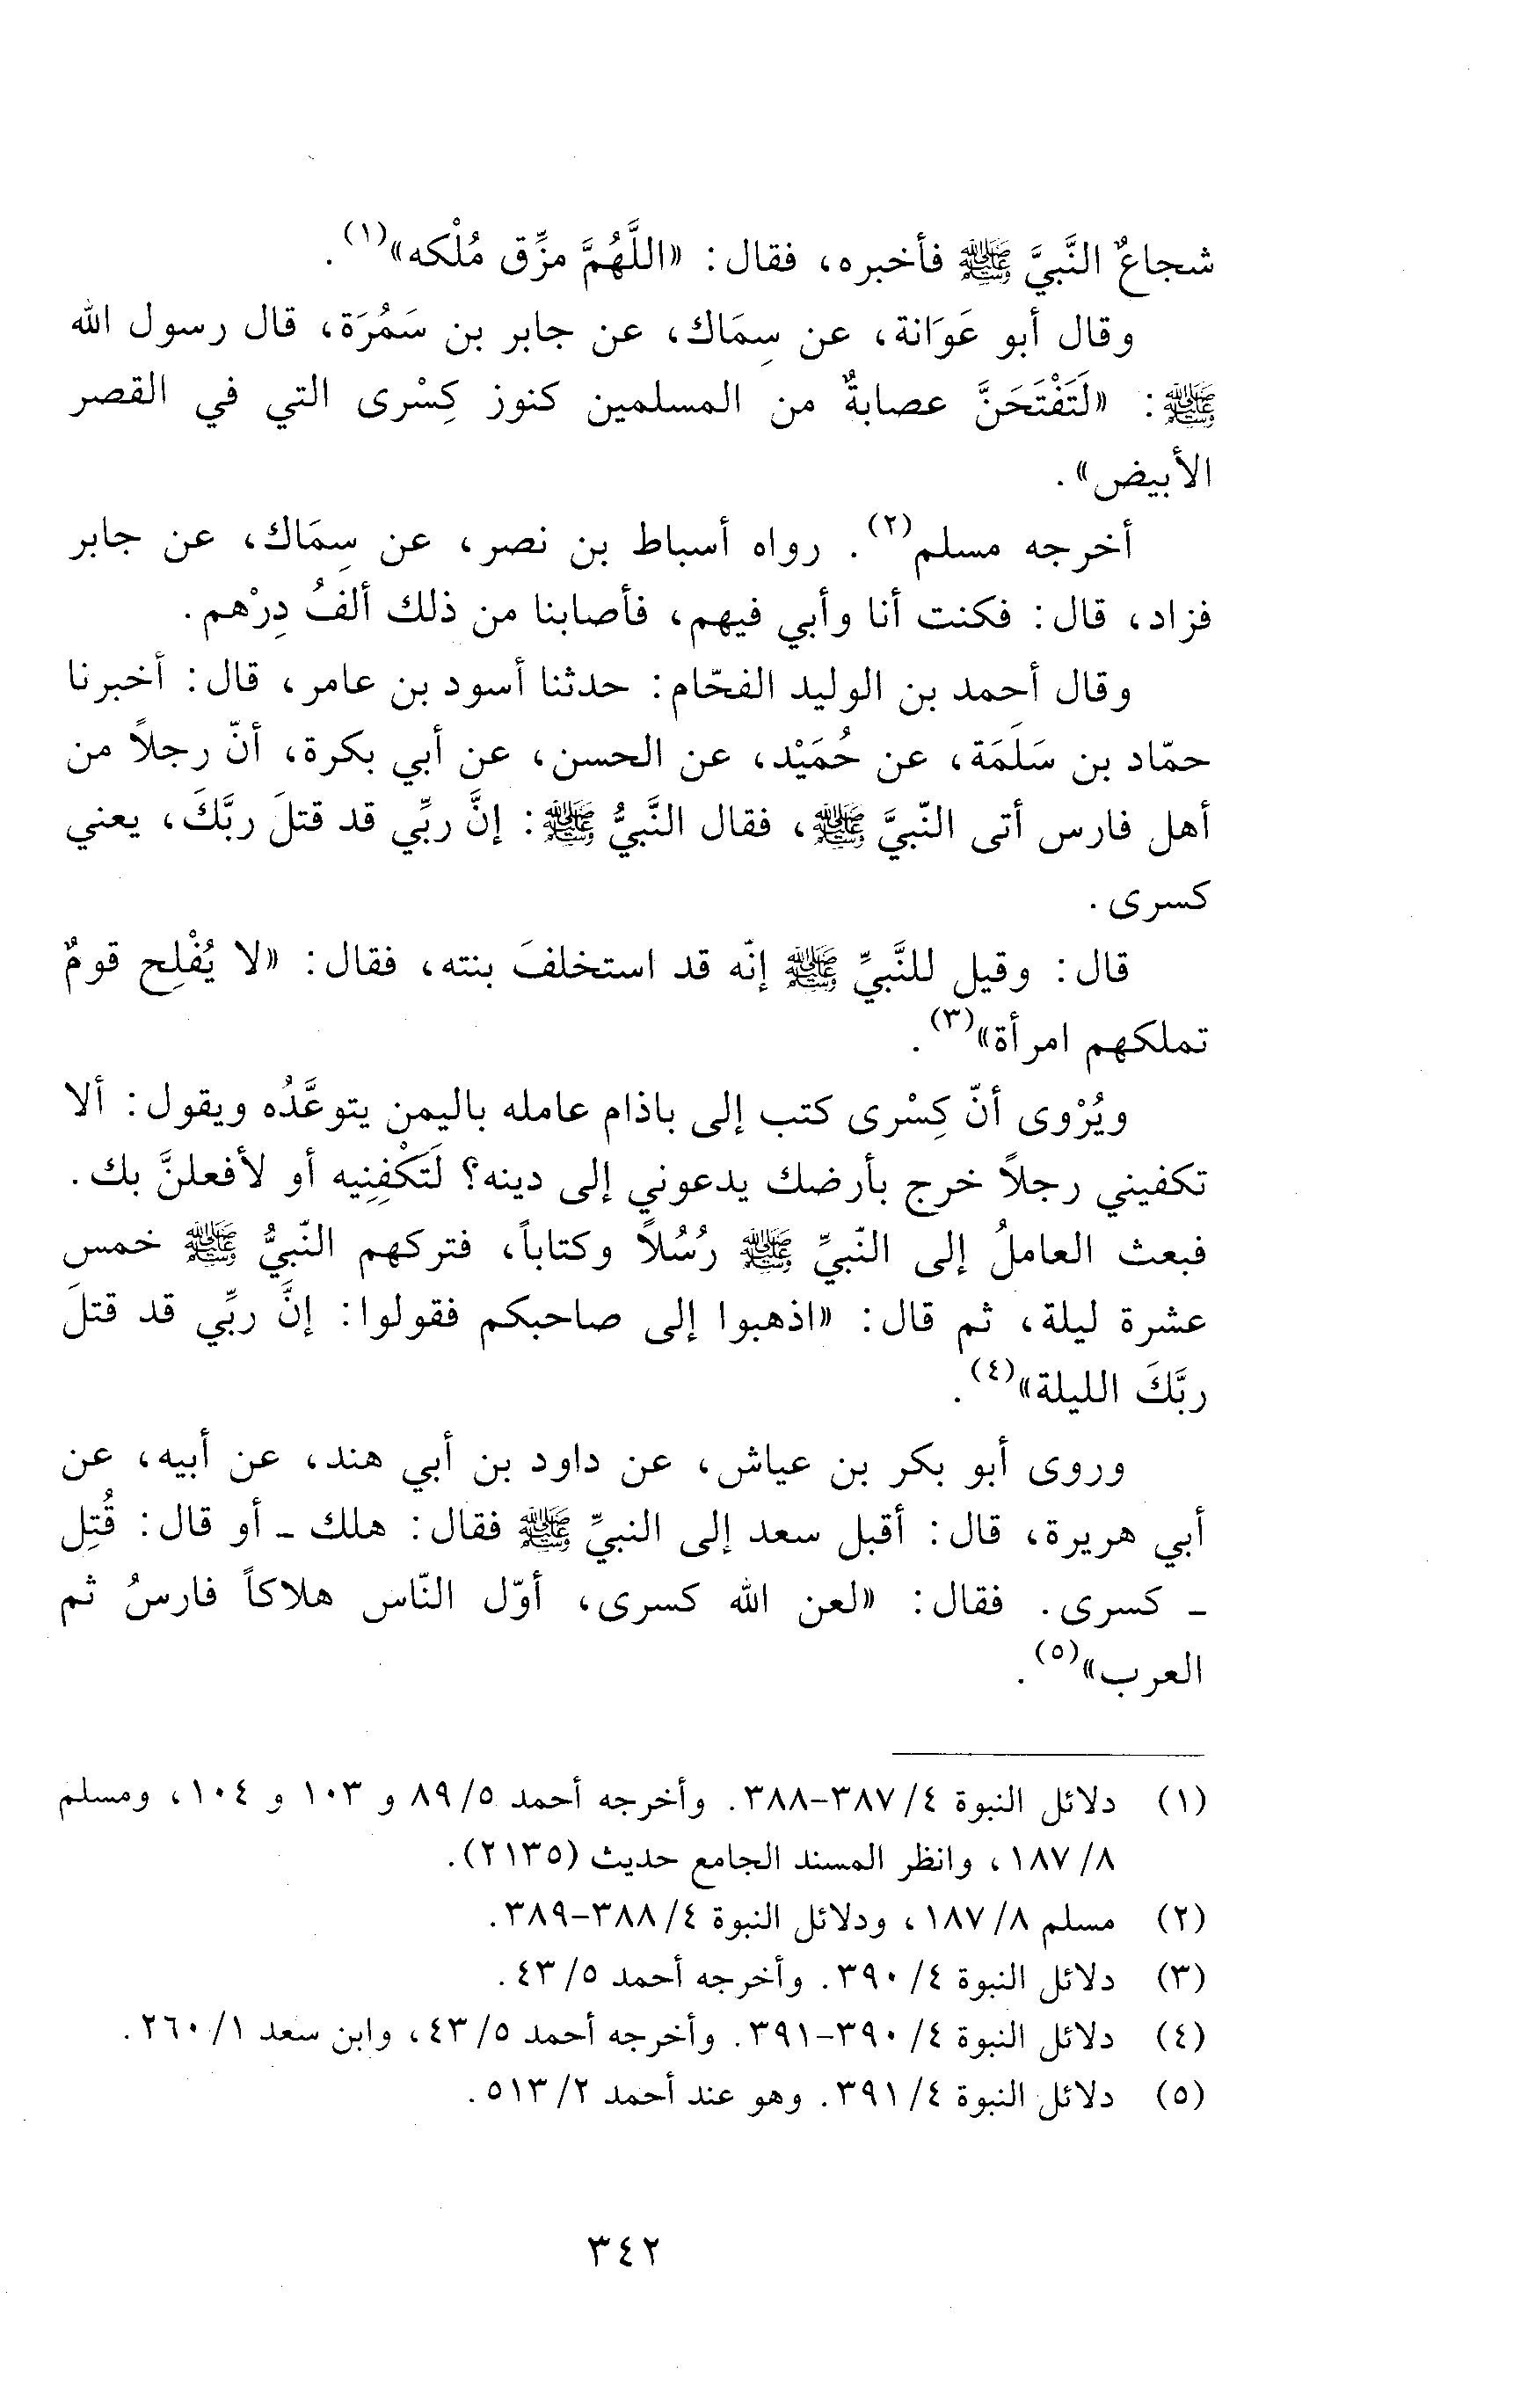 شجاعٌ النَّبيَّ ﷺ فأخبره، فقال: «اللَّهُمَّ مزِّق مُلْكه»(١).
وقال أبو عَوَانة، عن سِمَاك، عن جابر بن سَمُرَة، قال رسول الله
ﷺ: «لَتَفْتَحَنَّ عصابةٌ من المسلمين كنوز كِسْرى التي في القصر
الأبيض».
أخرجه مسلم(٢). رواه أسباط بن نصر، عن سِمَاك، عن جابر
فزاد، قال: فكنت أنا وأبي فيهم، فأصابنا من ذلك ألفُ دِرْهم.
وقال أحمد بن الوليد الفحّام: حدثنا أسود بن عامر، قال: أخبرنا
حمّاد بن سَلَمَة، عن حُمَيْد، عن الحسن، عن أبي بكرة، أنّ رجلاً من
أهل فارس أتى النّبيَّ ﷺ، فقال النَّبيُّ ﷺ: إنَّ ربِّي قد قتلَ ربَّكَ، يعني
كسرى.
قال: وقيل للنَّبيِّ ﷺ إنّه قد استخلفَ بنته، فقال: «لا يُفْلِح قومٌ
تملكهم امرأة»(٣).
ويُرْوى أنّ كِسْرى كتب إلى باذام عامله باليمن يتوعَّدُه ويقول: ألا
تكفيني رجلاً خرج بأرضك يدعوني إلى دينه؟ لَتَكْفِنِيه أو لأفعلنَّ بك.
فبعث العاملُ إلى النّبيِّ ﷺ رُسُلاً وكتاباً، فتركهم النّبيُّ ﷺ خمس
عشرة ليلة، ثم قال: «اذهبوا إلى صاحبكم فقولوا: إنَّ ربِّي قد قتلَ
ربَّكَ الليلة»(٤).
وروى أبو بكر بن عياش، عن داود بن أبي هند، عن أبيه، عن
أبي هريرة، قال: أقبل سعد إلى النبيِّ ﷺ فقال: هلك ـ أو قال: قُتِل
ـ كسرى. فقال: «لعن الله كسرى، أوّل النّاس هلاكاً فارسُ ثم
العرب»(٥).
(١) دلائل النبوة ٤/ ٣٨٧-٣٨٨. وأخرجه أحمد ٥/ ٨٩ و ١٠٣ و ١٠٤، ومسلم
٨/ ١٨٧، وانظر المسند الجامع حديث (٢١٣٥).
(٢) مسلم ٨/ ١٨٧، ودلائل النبوة ٤/ ٣٨٨-٣٨٩.
(٣) دلائل النبوة ٤/ ٣٩٠. وأخرجه أحمد ٥/ ٤٣.
(٤) دلائل النبوة ٤/ ٣٩٠-٣٩١. وأخرجه أحمد ٥/ ٤٣، وابن سعد ١/ ٢٦٠.
(٥) دلائل النبوة ٤/ ٣٩١. وهو عند أحمد ٢/ ٥١٣.
٣٤٢